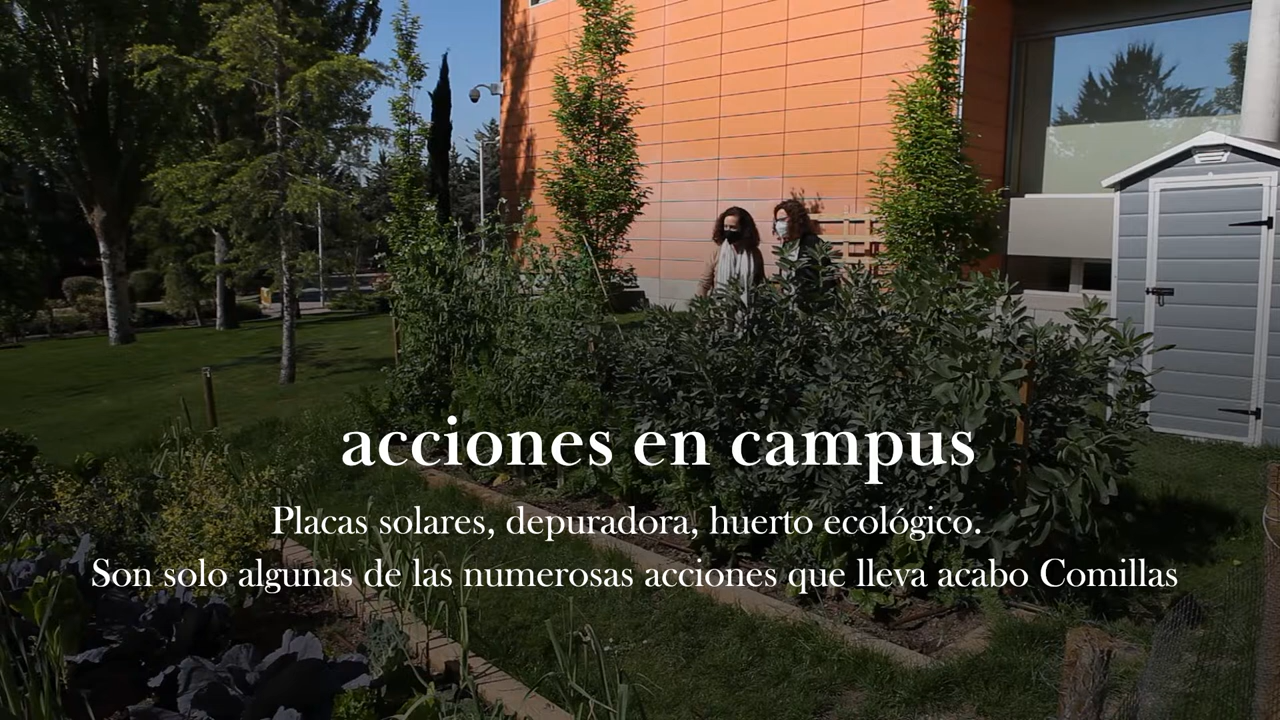 acciones en campus
Placas solares, depuradora, huerto ecológico.
Son solo algunas de las numerosas acciones que lleva acabo Comillas